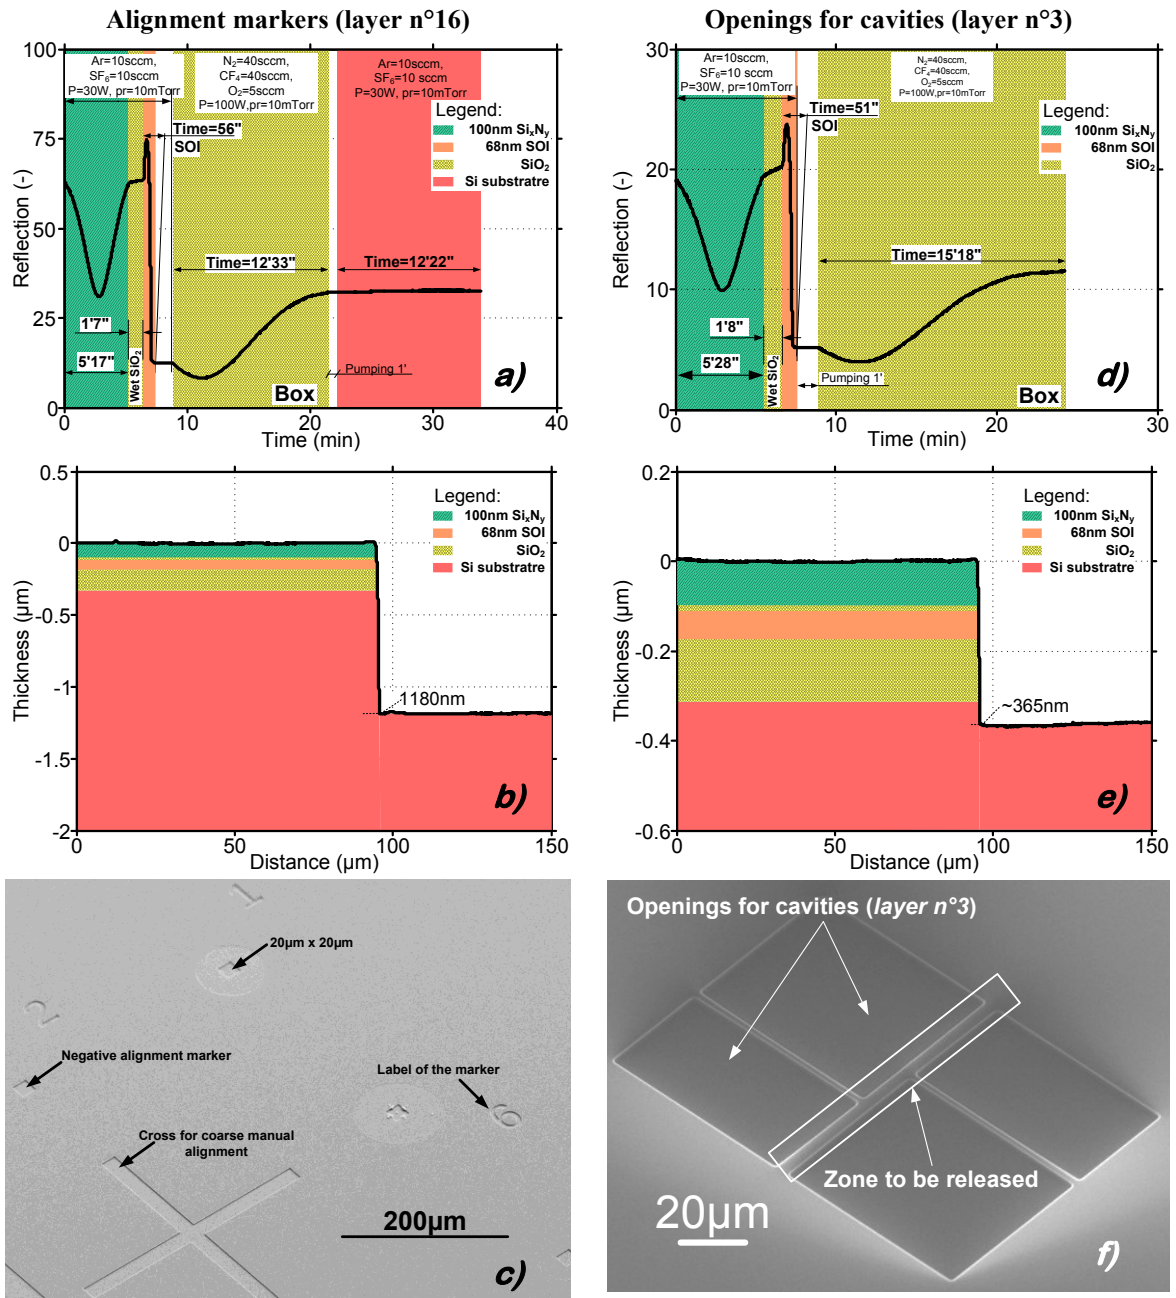 Alignment markers (layer n°16)
Openings for cavities (layer n°3)
100
75
50
25
0
Reflection (-)
Ar=10sccm,
SF6=10sccm
P=30W, pr=10mTorr
N2=40sccm,
CF4=40sccm,
O2=5sccm
P=100W,pr=10mTorr
Ar=10sccm,
SF6=10 sccm
P=30W,pr=10mTorr
Time=56"
SOI
Legend:
100nm SixNy
68nm SOI
SiO2
Si substratre
Time=12'33"
Time=12'22"
1'7"
5'17"
Wet SiO2
Pumping 1'
Box
a)
0
10
20
30
40
Time (min)
30
20
10
0
Reflection (-)
Ar=10sccm,
SF6=10 sccm
P=30W, pr=10mTorr
N2=40sccm,
CF4=40sccm,
O2=5sccm
P=100W,pr=10mTorr
Time=51"
SOI
Legend:
100nm SixNy
68nm SOI
SiO2
Time=15'18"
1'8"
5'28"
Wet SiO2
Pumping 1'
Box
d)
0
10
20
30
Time (min)
0.5
0
-0.5
-1
-1.5
-2
Thickness (µm)
Legend:
100nm SixNy
68nm SOI
SiO2
Si substratre
1180nm
b)
0
50
100
150
Distance (µm)
0.2
0
-0.2
-0.4
-0.6
Thickness (µm)
Legend:
100nm SixNy
68nm SOI
SiO2
Si substratre
~365nm
e)
0
50
100
150
Distance (µm)
1
20µm x 20µm
2
Negative alignment marker
Label of the marker
6
Cross for coarse manual
alignment
200µm
c)
Openings for cavities (layer n°3)
Zone to be released
20µm
f)